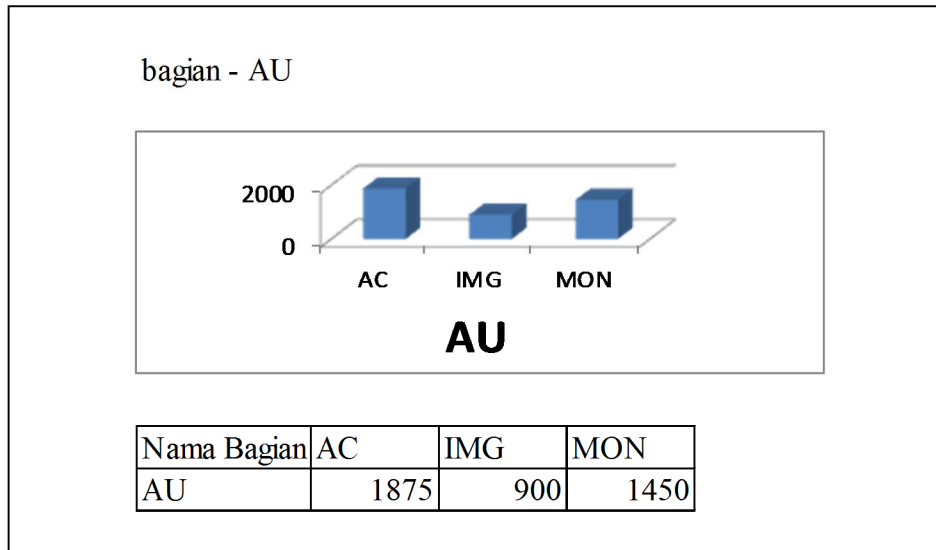 bagian - AU
2000
0
AC IMG MON
AU
Nama Bagian AC IMG MON
AU 1875 900 1450